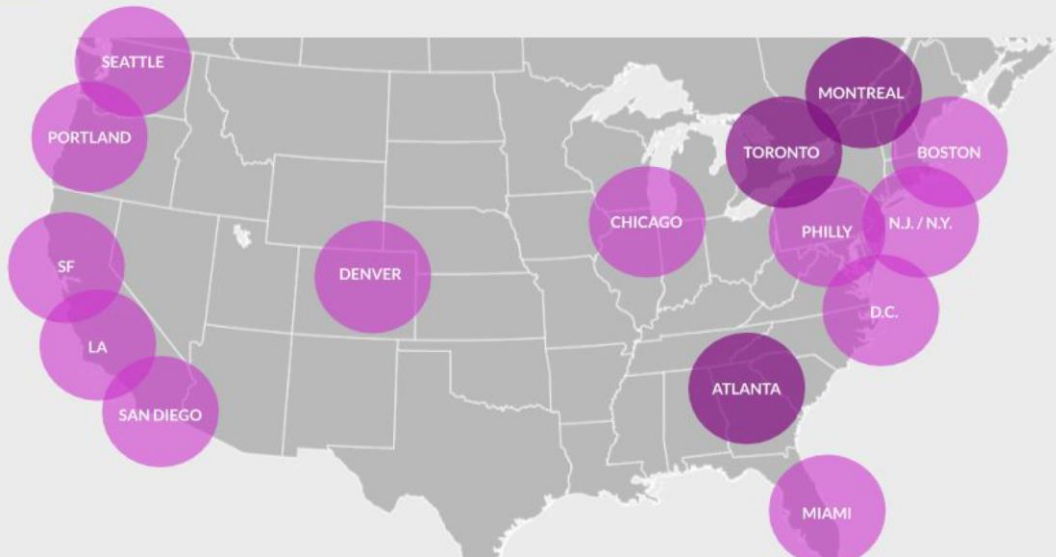 SEATTLE
MONTREAL
PORTLAND
TORONTO
BOSTON
CHICAGO
PHILLY
N.J. / N.Y.
SF
DENVER
D.C.
LA
ATLANTA
SAN DIEGO
MIAMI